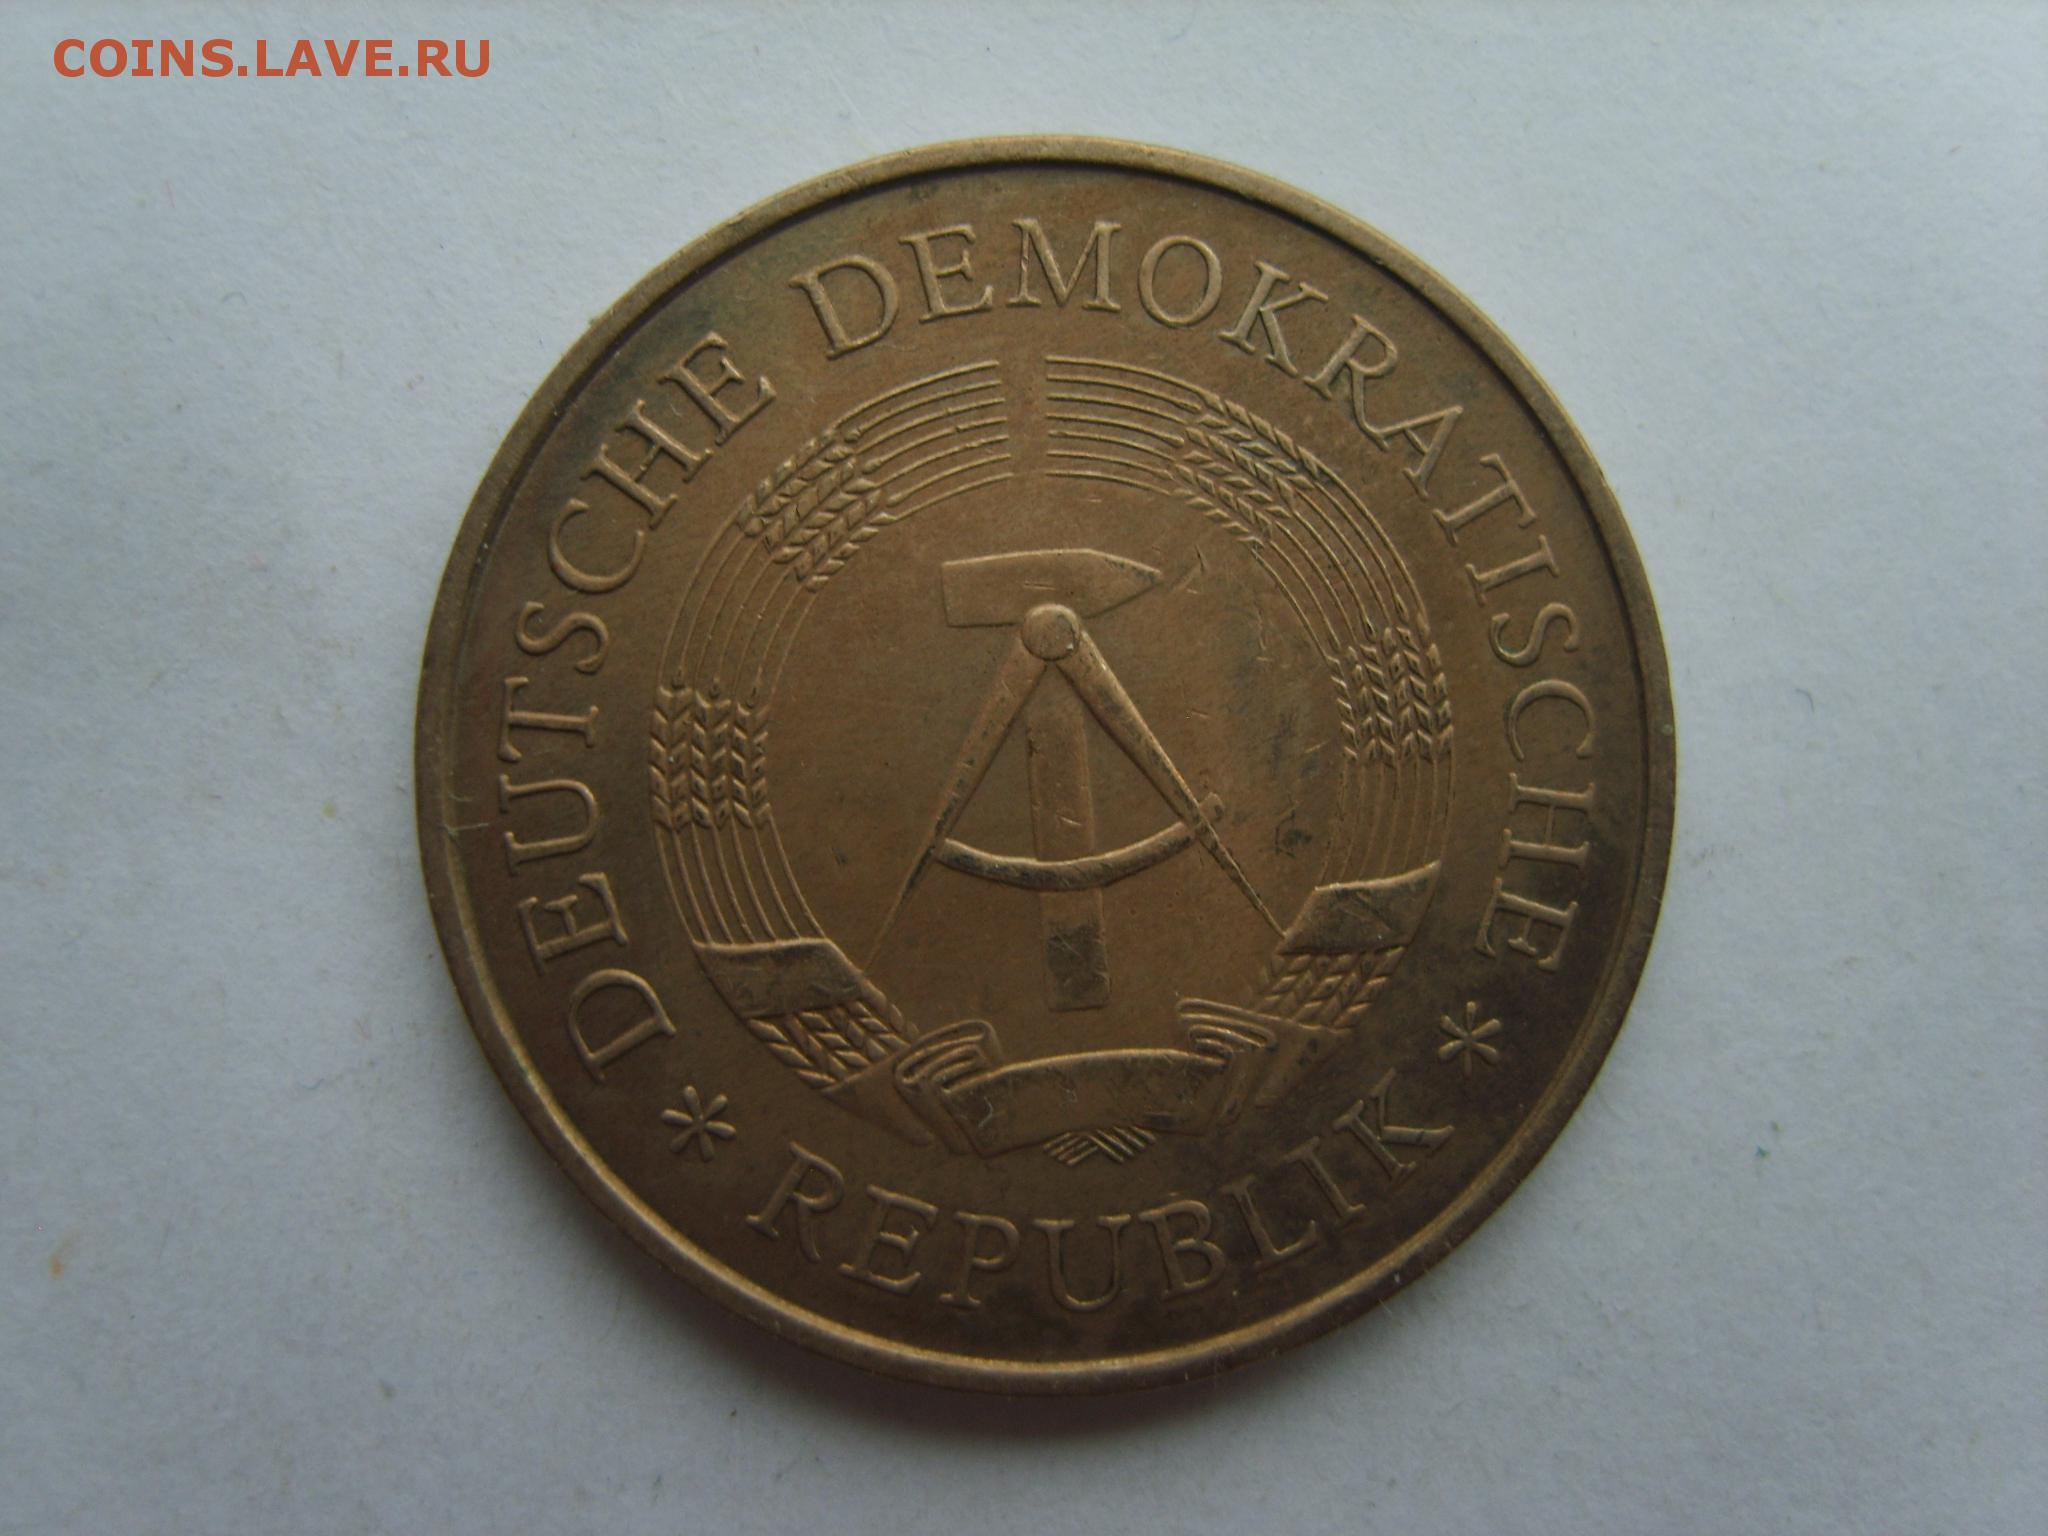 COINS.LAVE.RU
DEUTSCHE DEMOKRATISCHE
* REPUBLIK *